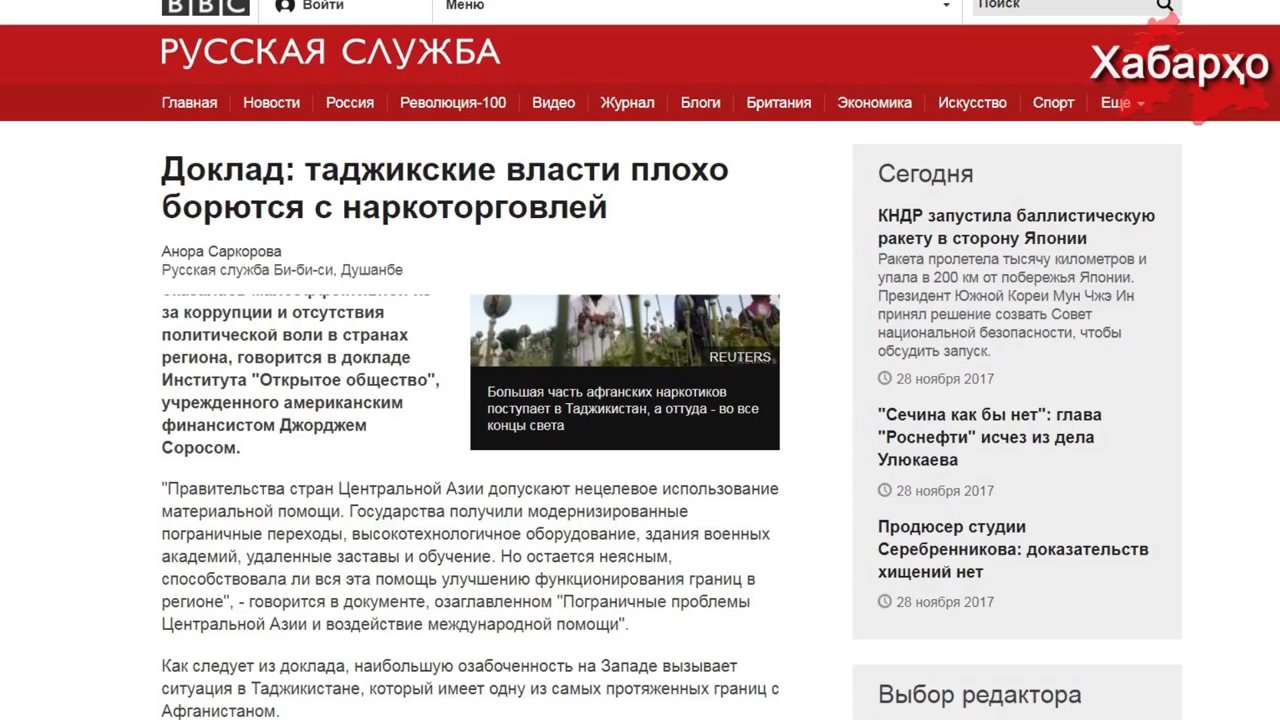 BBC
Войти
Меню
Поиск
РУССКАЯ СЛУЖБА
Хабарҳо
Главная
Новости
Россия
Революция-100
Видео
Журнал
Блоги
Британия
Экономика
Искусство
Спорт
Еще
Доклад: таджикские власти плохо
борются с наркоторговлей
Анора Саркорова
Русская служба Би-би-си, Душанбе
за коррупции и отсутствия
политической воли в странах
региона, говорится в докладе
Института "Открытое общество",
учрежденного американским
финансистом Джорджем
Соросом.
REUTERS
Большая часть афганских наркотиков
поступает в Таджикистан, а оттуда - во все
концы света
"Правительства стран Центральной Азии допускают нецелевое использование
материальной помощи. Государства получили модернизированные
пограничные переходы, высокотехнологичное оборудование, здания военных
академий, удаленные заставы и обучение. Но остается неясным,
способствовала ли вся эта помощь улучшению функционирования границ в
регионе", - говорится в документе, озаглавленном "Пограничные проблемы
Центральной Азии и воздействие международной помощи".
Как следует из доклада, наибольшую озабоченность на Западе вызывает
ситуация в Таджикистане, который имеет одну из самых протяженных границ с
Афганистаном.
Сегодня
КНДР запустила баллистическую
ракету в сторону Японии
Ракета пролетела тысячу километров и
упала в 200 км от побережья Японии.
Президент Южной Кореи Мун Чжэ Ин
принял решение созвать Совет
национальной безопасности, чтобы
обсудить запуск.
28 ноября 2017
"Сечина как бы нет": глава
"Роснефти" исчез из дела
Улюкаева
28 ноября 2017
Продюсер студии
Серебренникова: доказательств
хищений нет
28 ноября 2017
Выбор редактора